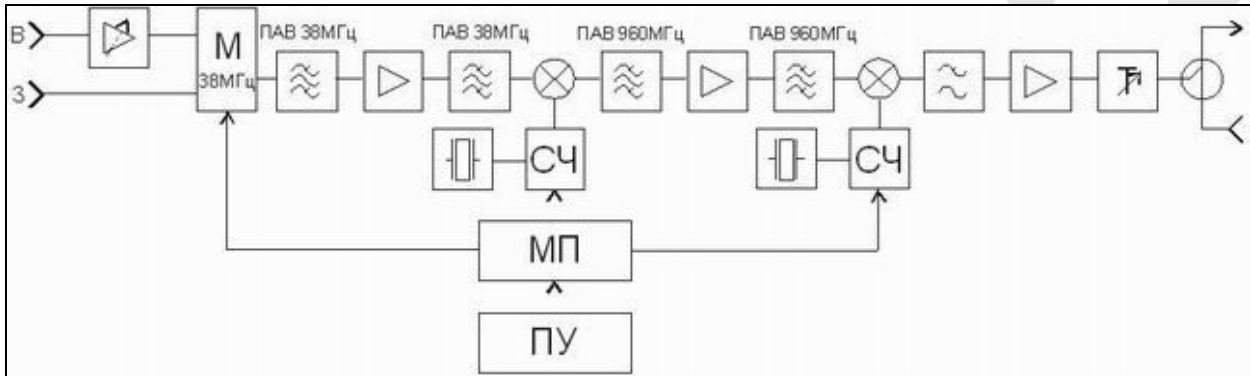 ПАВ 38МГц
ПАВ 38МГц
ПАВ 960МГц
ПАВ 960МГц
В
М
38МГц
З
СЧ
СЧ
МП
ПУ